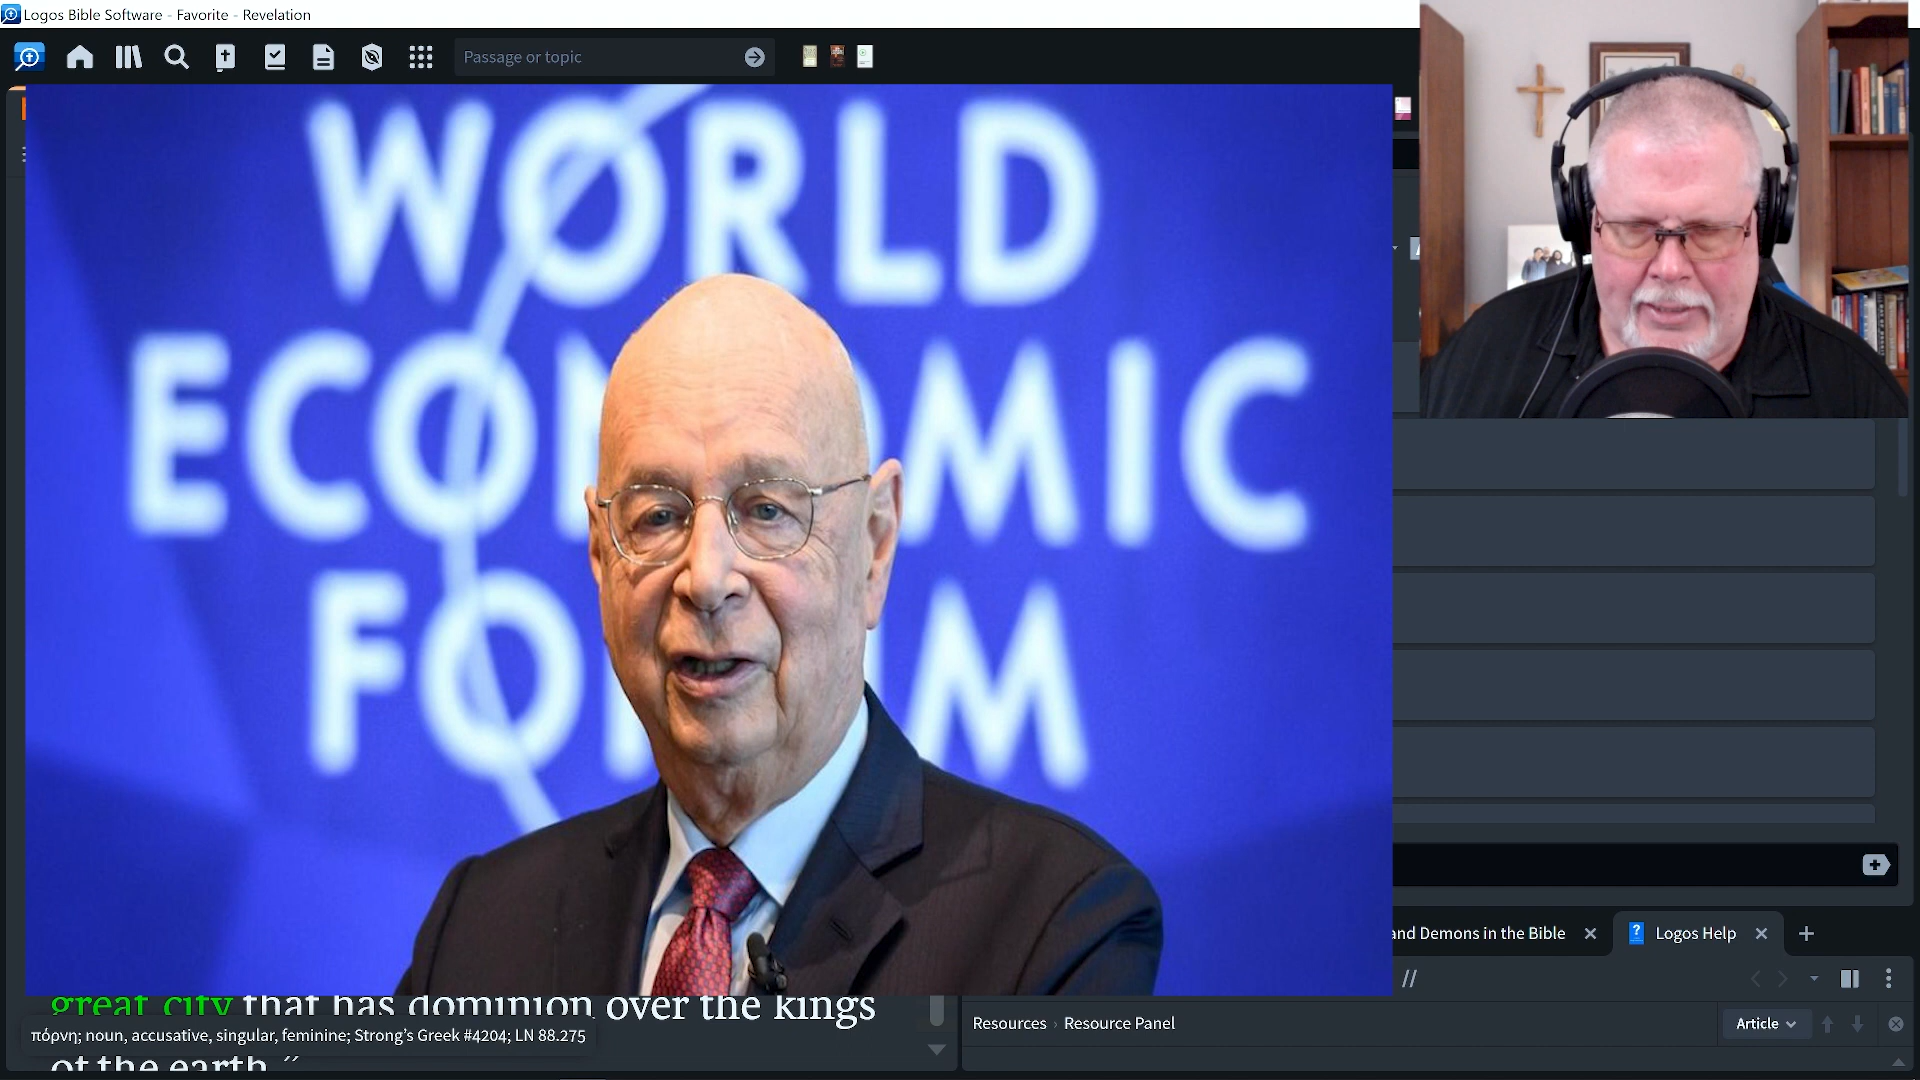 Logos Bible Software - Favorite - Revelation
Passage or topic
WORLD
ECONOMIC
FORUM
and Demons in the Bible
Logos Help
//
great city that has dominion over the kings
πόρνη; noun, accusative, singular, feminine; Strong's Greek #4204; LN 88.275
of the earth.”
Resources › Resource Panel
Article